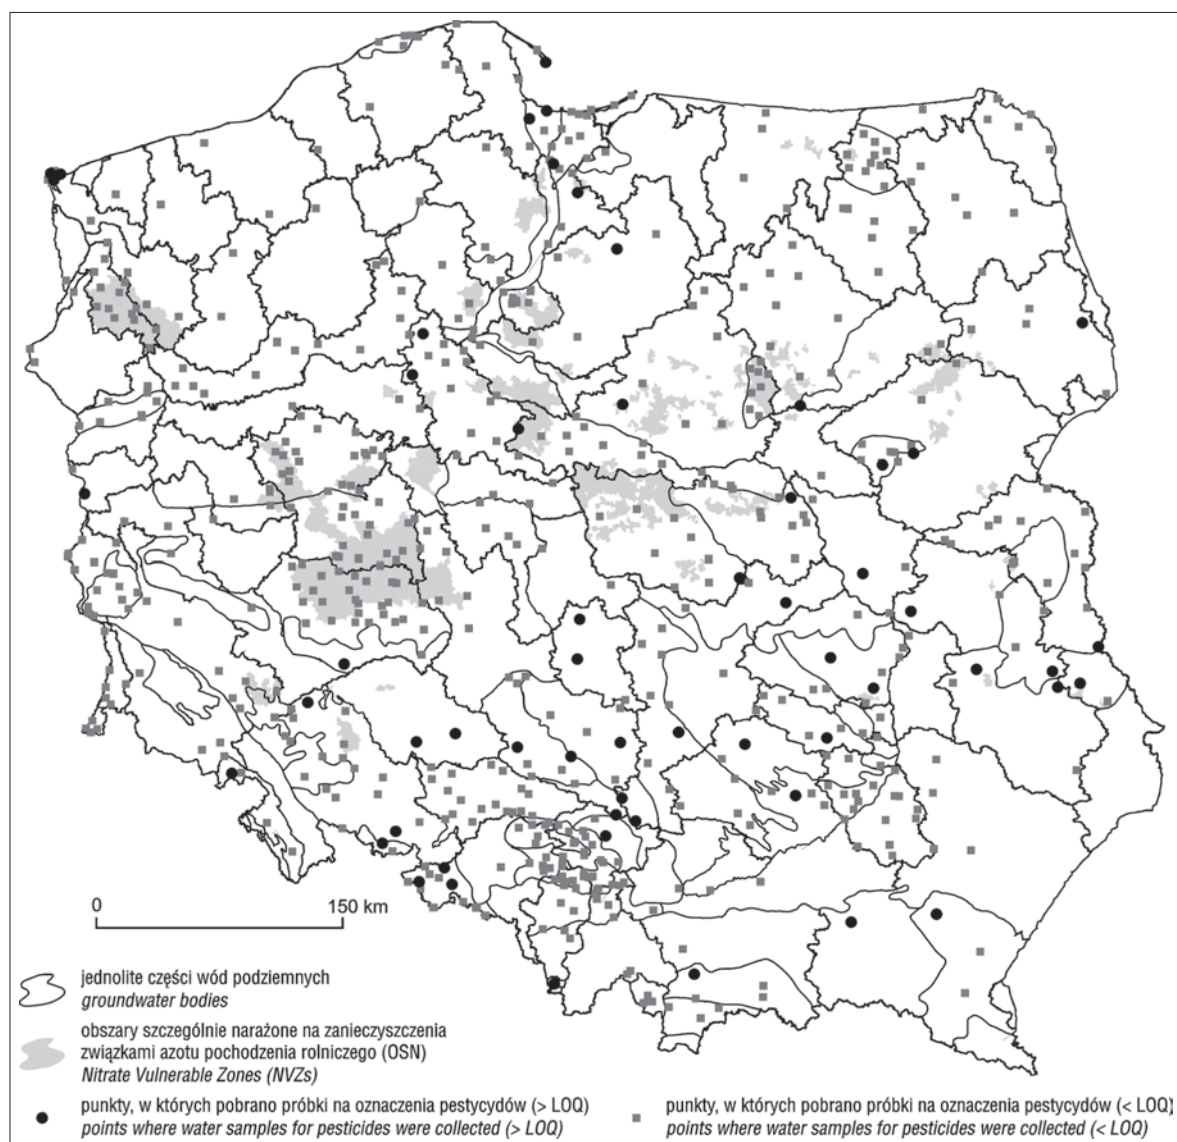 0
150 km
jednolite części wód podziemnych
groundwater bodies
obszary szczególnie narażone na zanieczyszczenia
związkami azotu pochodzenia rolniczego (OSN)
Nitrate Vulnerable Zones (NVZs)
punkty, w których pobrano próbki na oznaczenia pestycydów (> LOQ)
points where water samples for pesticides were collected (> LOQ)
punkty, w których pobrano próbki na oznaczenia pestycydów (< LOQ)
points where water samples for pesticides were collected (< LOQ)